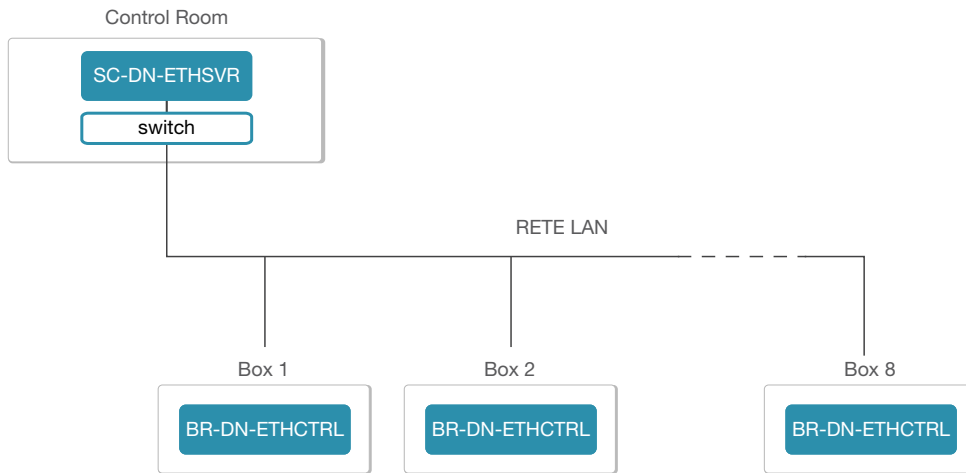 Control Room
SC-DN-ETHSVR
switch
RETE LAN
Box 1
Box 2
Box 8
BR-DN-ETHCTRL
BR-DN-ETHCTRL
BR-DN-ETHCTRL